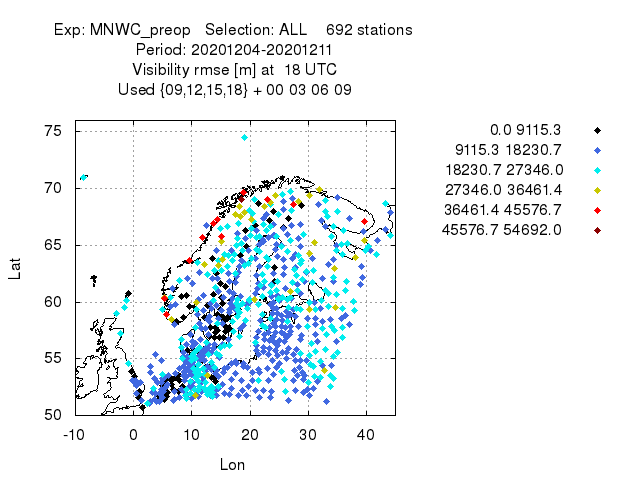 Exp: MNWC_preop   Selection: ALL    692 stations
Period: 20201204-20201211
Visibility rmse [m] at  18 UTC
Used {09,12,15,18} + 00 03 06 09
0.0 9115.3
9115.3 18230.7
18230.7 27346.0
27346.0 36461.4
36461.4 45576.7
45576.7 54692.0
75
70
65
60
55
50
Lat
-10 0 10 20 30 40
Lon